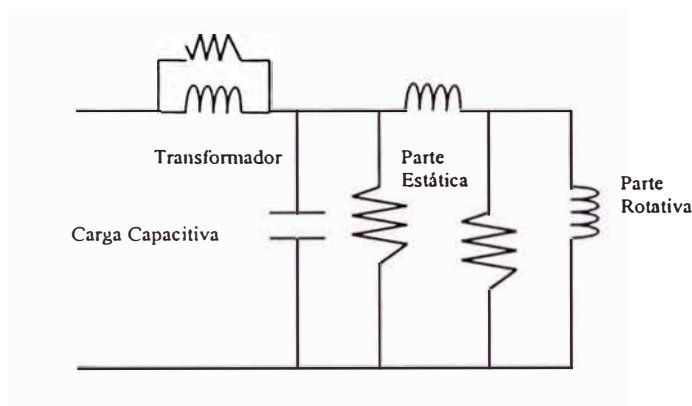 Transformador
Parte
Estática
Parte
Rotativa
Carga Capacitiva